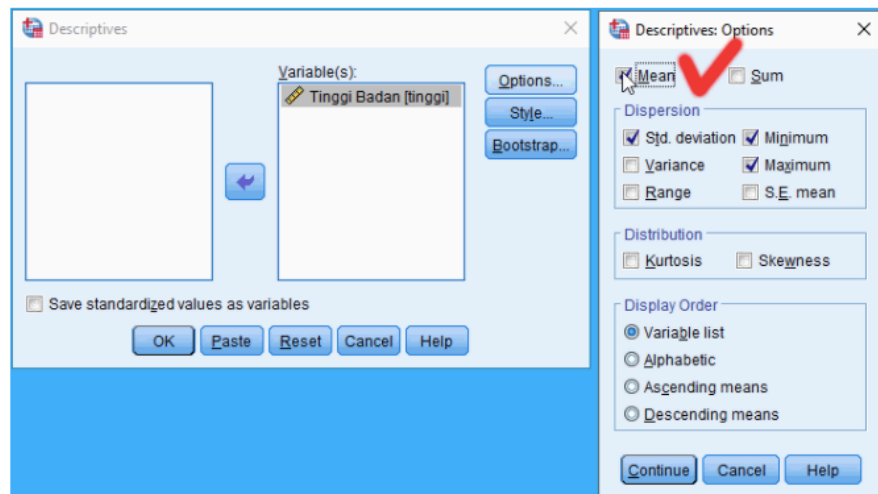 Descriptives
Variable(s):
Tinggi Badan [tinggi]
Options...
Style...
Bootstrap...
Save standardized values as variables
OK Paste Reset Cancel Help
Descriptives: Options
Mean Sum
Dispersion
Std. deviation Minimum
Variance Maximum
Range S.E. mean
Distribution
Kurtosis Skewness
Display Order
Variable list
Alphabetic
Ascending means
Descending means
Continue Cancel Help